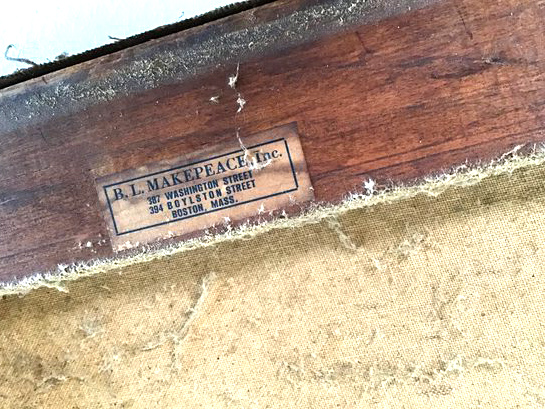 B. L. MAKEPEACE, Inc.
387 WASHINGTON STREET
394 BOYLSTON STREET
BOSTON, MASS.